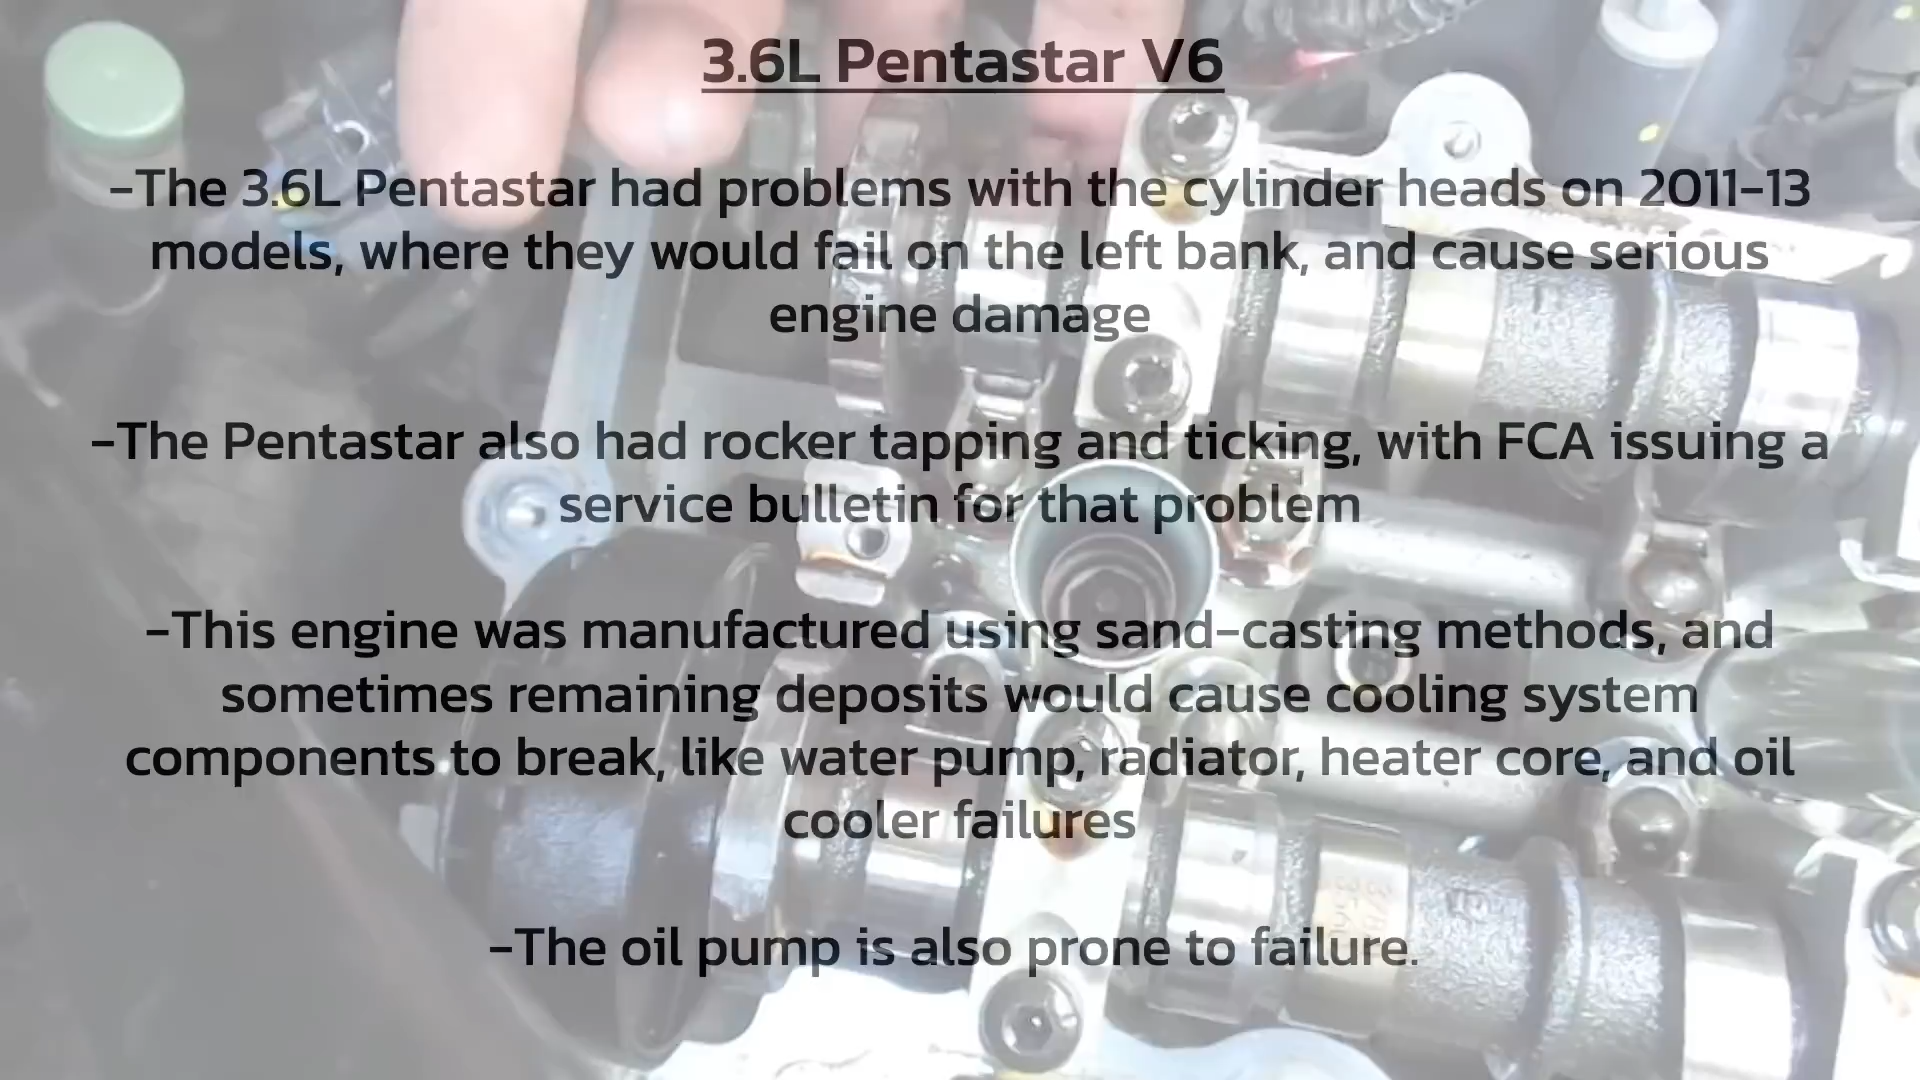 3.6L Pentastar V6
-The 3.6L Pentastar had problems with the cylinder heads on 2011-13
models, where they would fail on the left bank, and cause serious
engine damage
-The Pentastar also had rocker tapping and ticking, with FCA issuing a
service bulletin for that problem
-This engine was manufactured using sand-casting methods, and
sometimes remaining deposits would cause cooling system
components to break, like water pump, radiator, heater core, and oil
cooler failures
-The oil pump is also prone to failure.